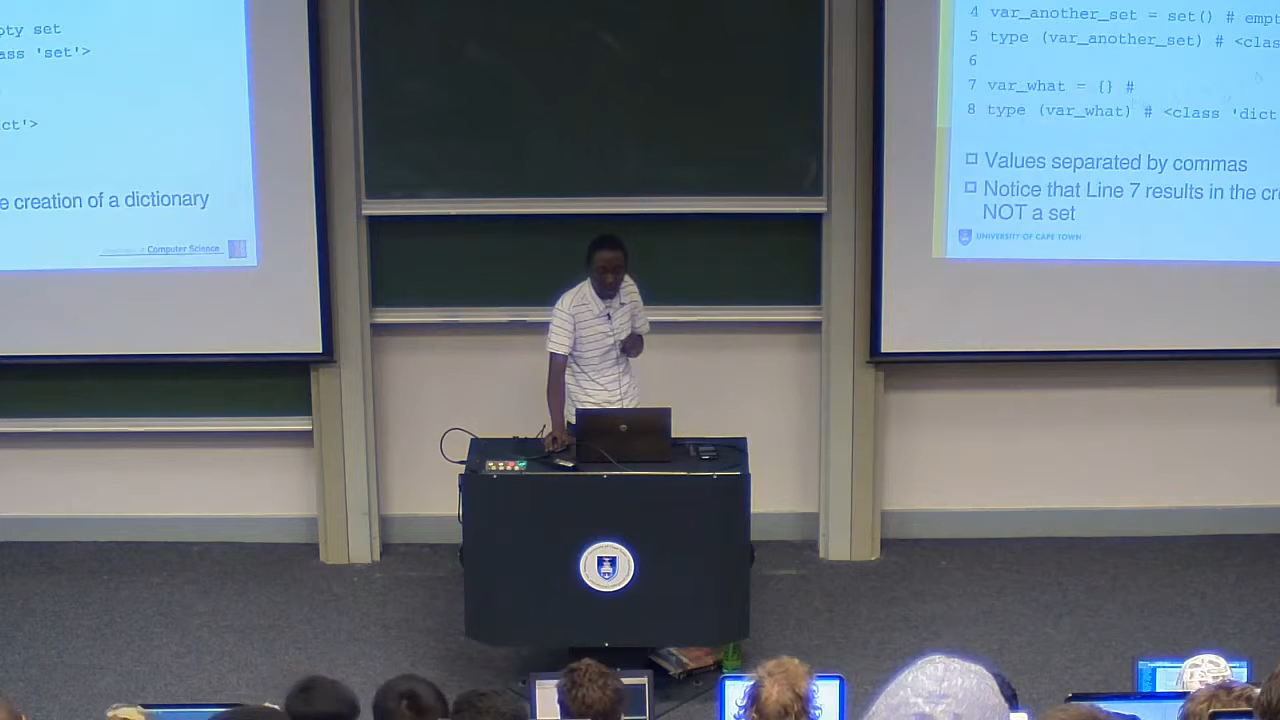 pty set
ass 'set'>
ct'>
e creation of a dictionary
Computer Science
4 var_another_set = set() # empt
5 type (var_another_set) # <clas
6
7 var_what = {} #
8 type (var_what) # <class 'dict
Values separated by commas
Notice that Line 7 results in the cr
NOT a set
UNIVERSITY OF CAPE TOWN